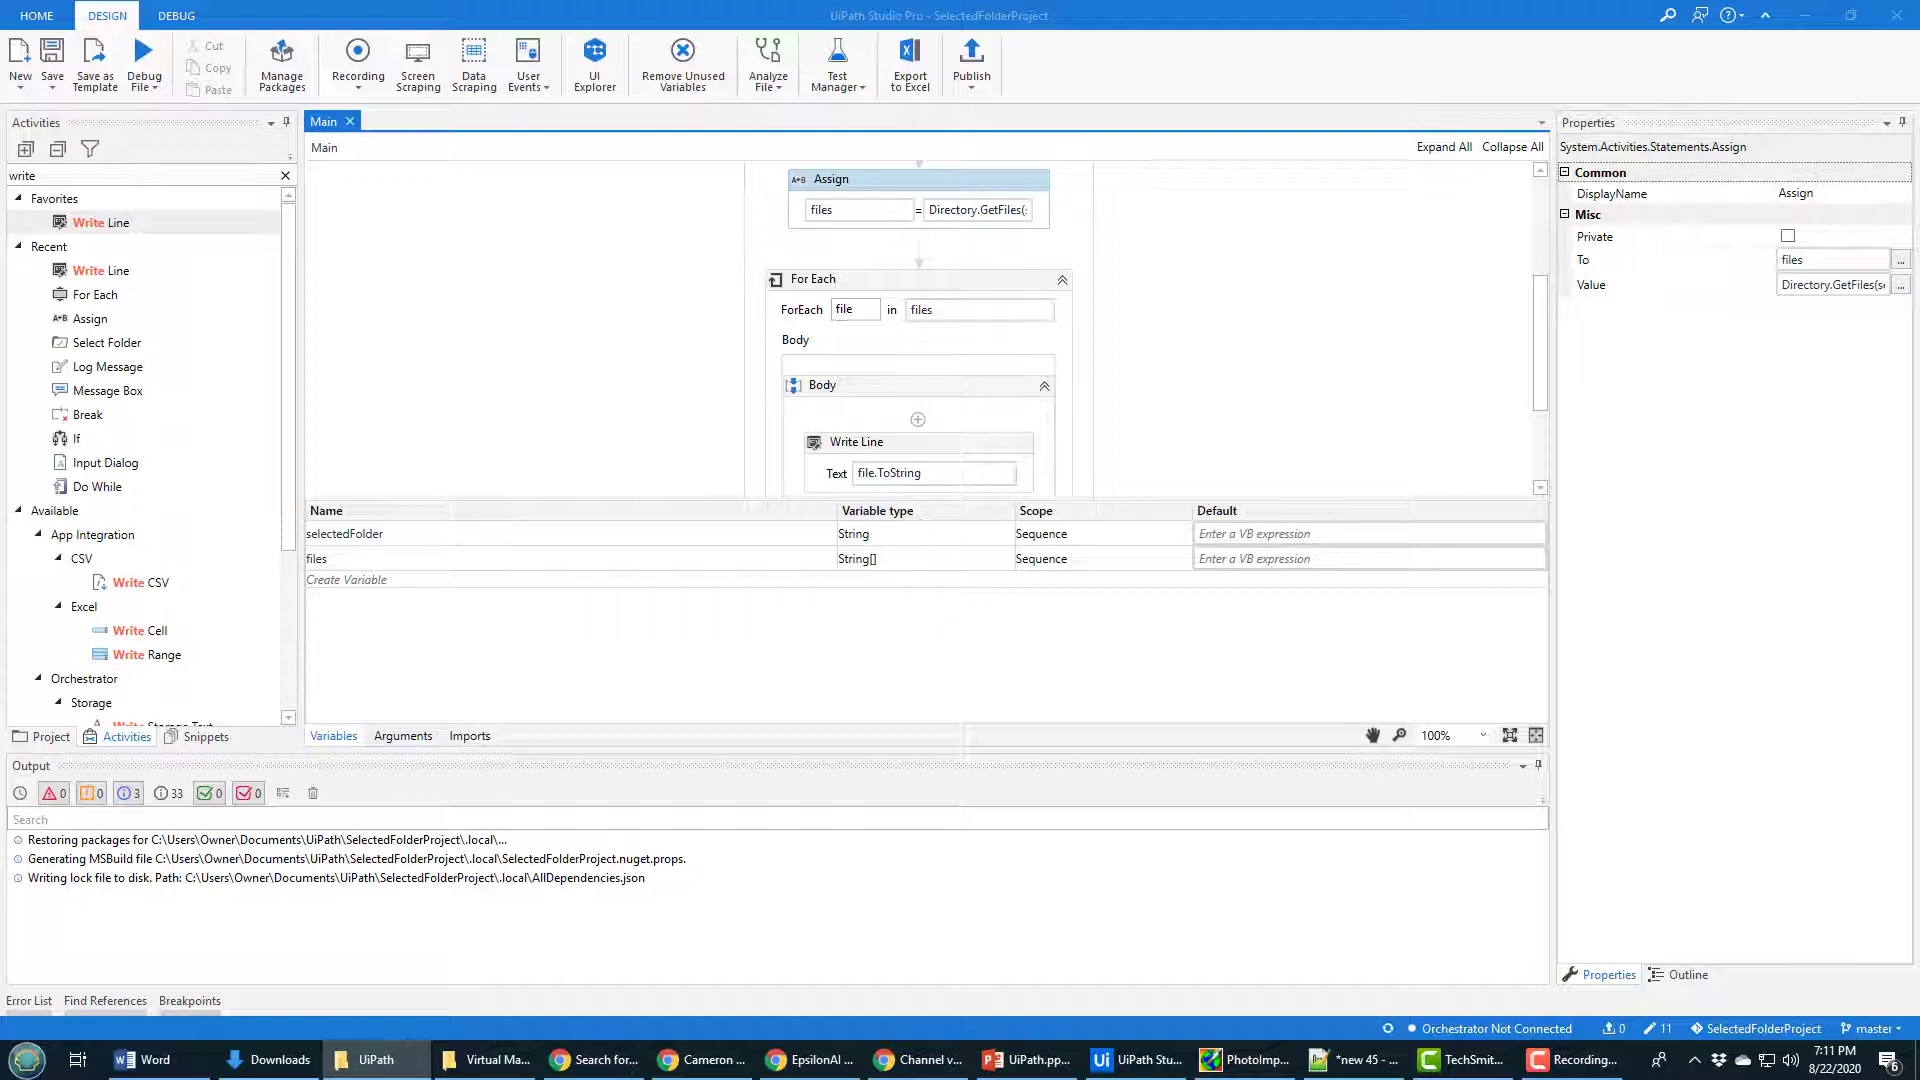 HOME DESIGN DEBUG
UiPath Studio Pro - SelectedFolderProject
New Save Save as Template Debug File Cut Copy Paste Manage Packages Recording Screen Scraping Data Scraping User Events UI Explorer Remove Unused Variables Analyze File Test Manager Export to Excel Publish
Activities
write
Favorites
Write Line
Recent
Write Line
For Each
Assign
Select Folder
Log Message
Message Box
Break
If
Input Dialog
Do While
Available
App Integration
CSV
Write CSV
Excel
Write Cell
Write Range
Orchestrator
Storage
Write Storage Text
Project Activities Snippets
Main
Main Expand All Collapse All
Assign
files = Directory.GetFiles(
For Each
ForEach file in files
Body
Body
Write Line
Text file.ToString
Name Variable type Scope Default
selectedFolder String Sequence Enter a VB expression
files String[] Sequence Enter a VB expression
Create Variable
Variables Arguments Imports 100%
Properties
System.Activities.Statements.Assign
Common
DisplayName Assign
Misc
Private
To files ...
Value Directory.GetFiles(se ...
Properties Outline
Output
0 0 3 33 0 0
Search
Restoring packages for C:\Users\Owner\Documents\UiPath\SelectedFolderProject\.local\...
Generating MSBuild file C:\Users\Owner\Documents\UiPath\SelectedFolderProject\.local\SelectedFolderProject.nuget.props.
Writing lock file to disk. Path: C:\Users\Owner\Documents\UiPath\SelectedFolderProject\.local\AllDependencies.json
Error List Find References Breakpoints
Orchestrator Not Connected 0 11 SelectedFolderProject master
Word Downloads UiPath Virtual Ma... Search for... Cameron ... EpsilonAI ... Channel v... UiPath.pp... UiPath Stu... PhotoImp... *new 45 - ... TechSmit... Recording...
7:11 PM
8/22/2020
6